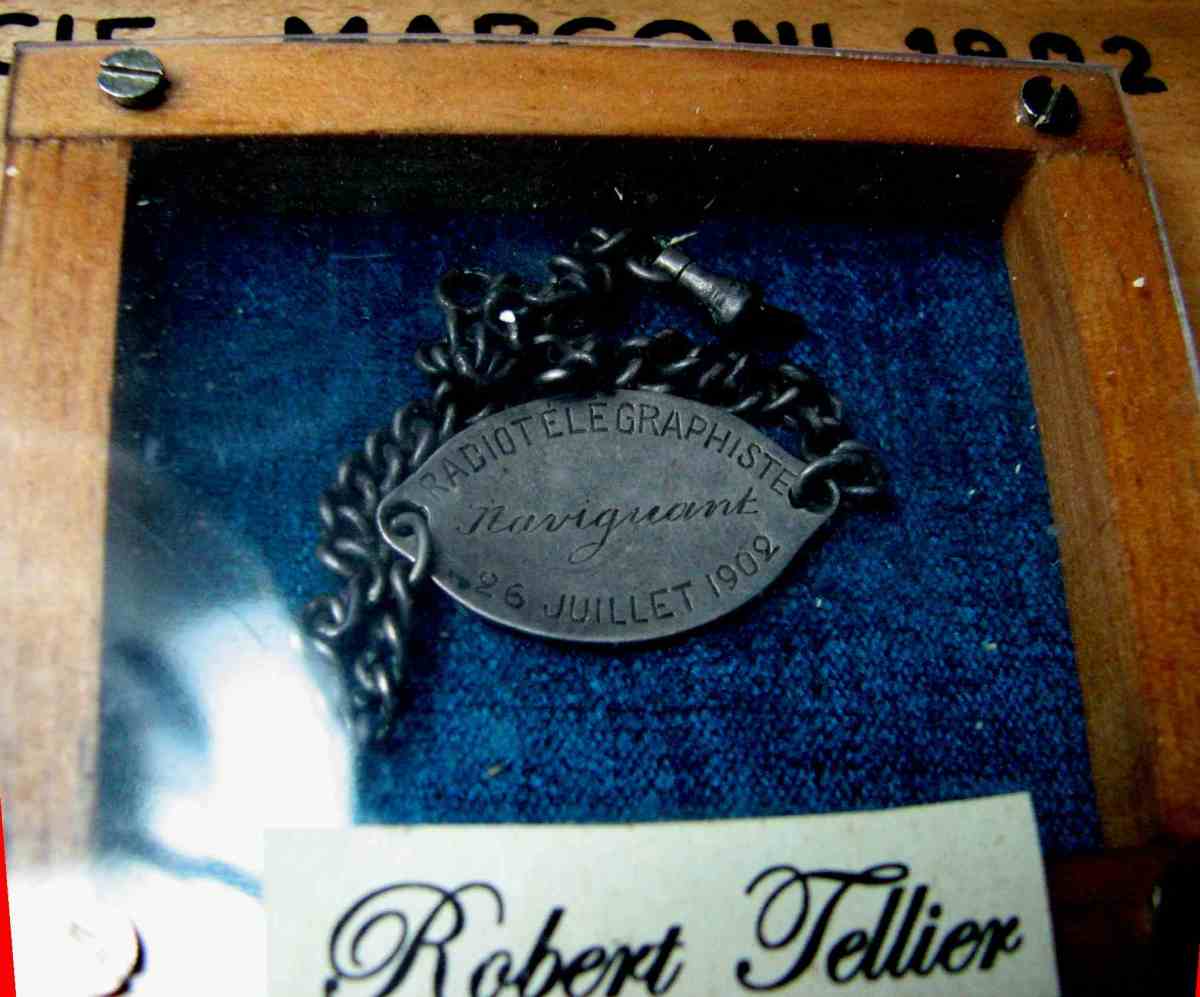 CIE MARCONI 1902
RADIOTÉLÉGRAPHISTE
Naviguant
26 JUILLET 1902
Robert Tellier